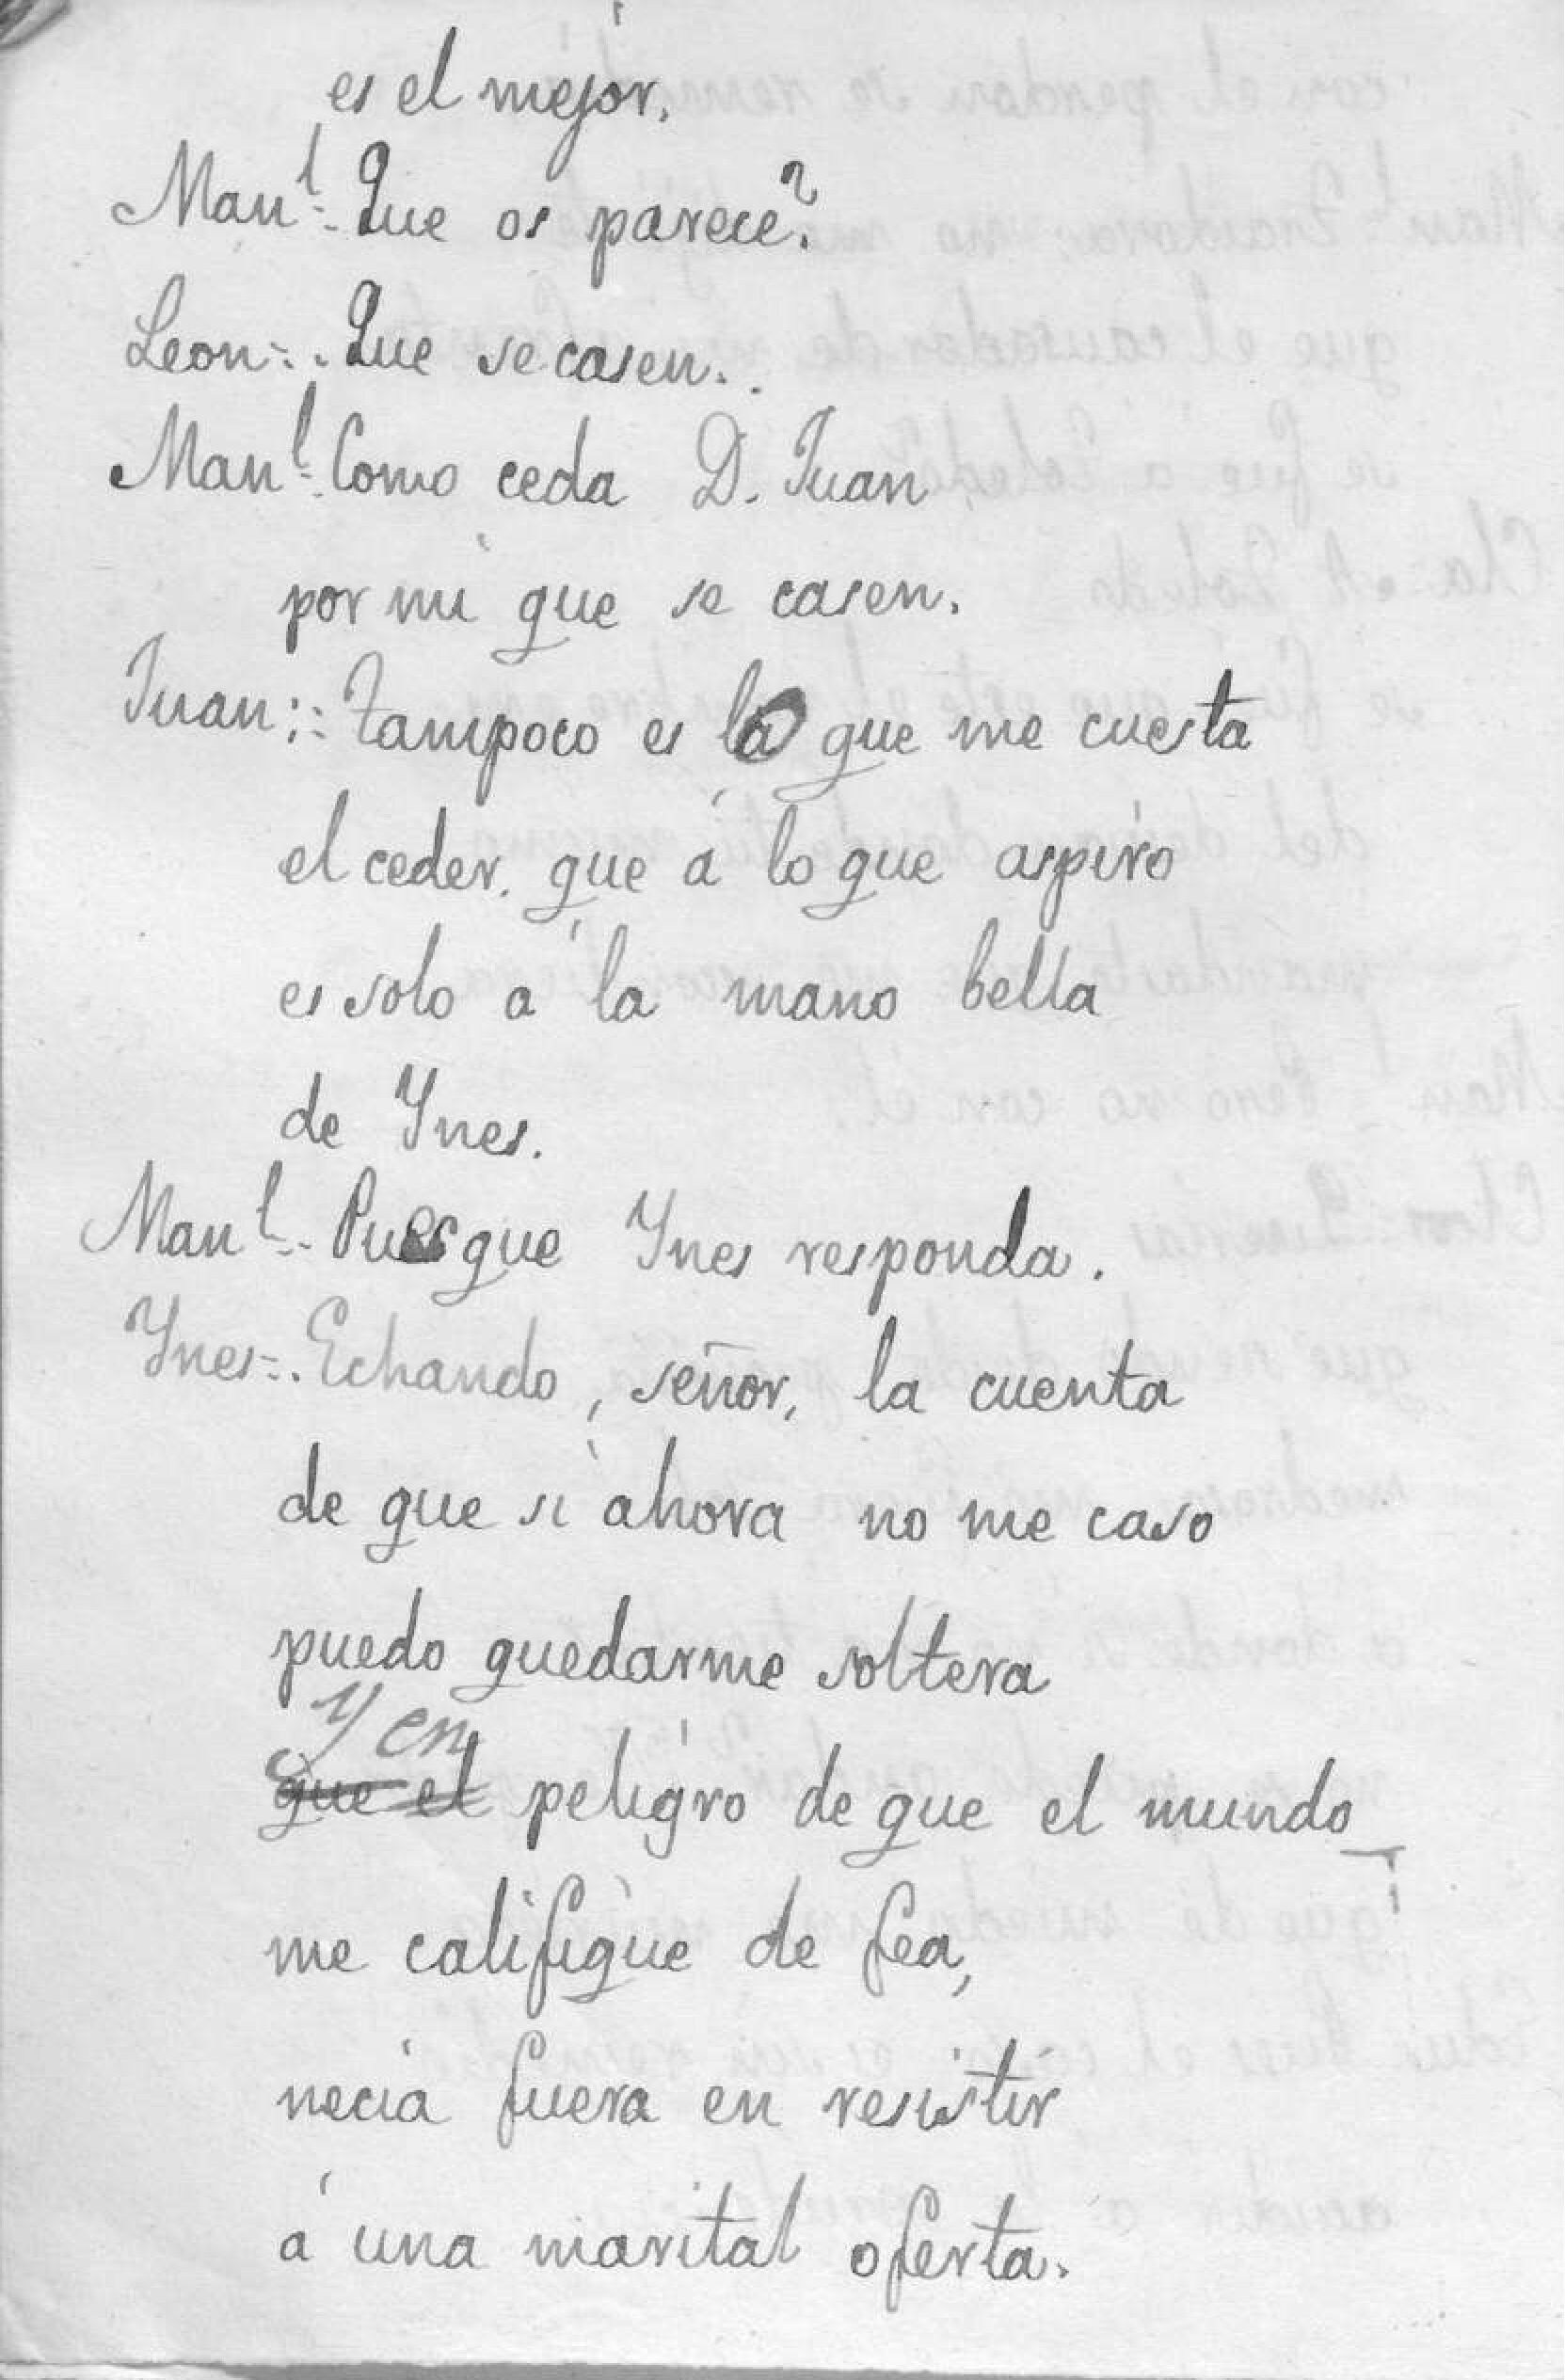 es el mejor.
Manl=. Que os parece?
Leon=. Que se casen.
Manl=. Como ceda D. Juan
por mi que se casen.
Juan=: Tampoco es lo que me cuesta
el ceder. que á lo que aspiro
es solo á la mano bella
de Ynes.
Manl=. Pues que Ynes responda.
Ynes=. Echando, señor, la cuenta
de que si ahora no me caso
puedo quedarme soltera
Y en
que el peligro de que el mundo
me califique de fea,
necia fuera en resistir
á una marital oferta.